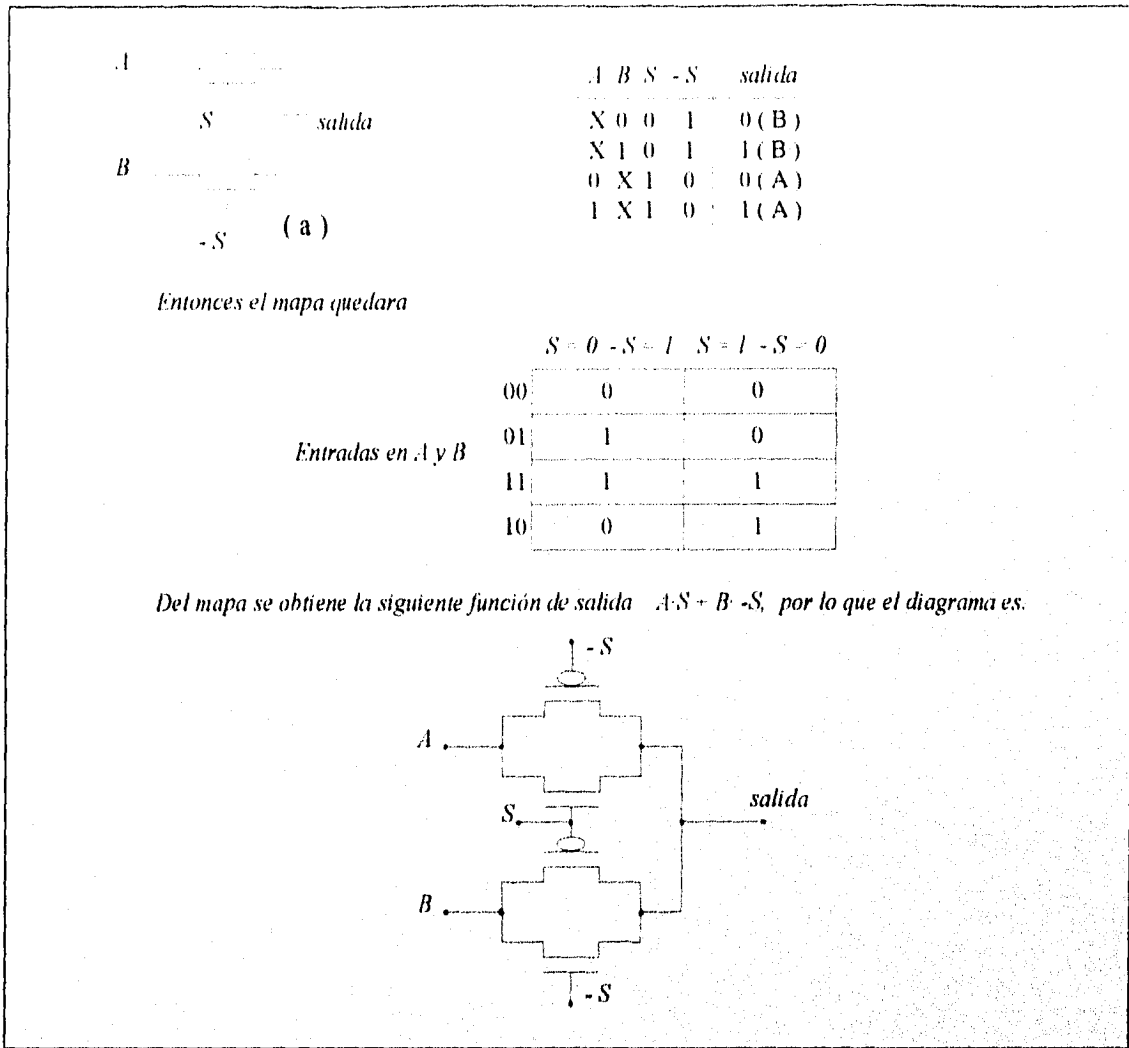 A
S salida
B
- S
( a )
A B S - S salida
X 0 0 1 0 ( B )
X 1 0 1 1 ( B )
0 X 1 0 0 ( A )
1 X 1 0 1 ( A )
Entonces el mapa quedara
S = 0 - S = 1 S = 1 - S = 0
00 0 0
01 1 0
Entradas en A y B
11 1 1
10 0 1
Del mapa se obtiene la siguiente función de salida A·S + B· -S, por lo que el diagrama es.
- S
A
S
salida
B
- S